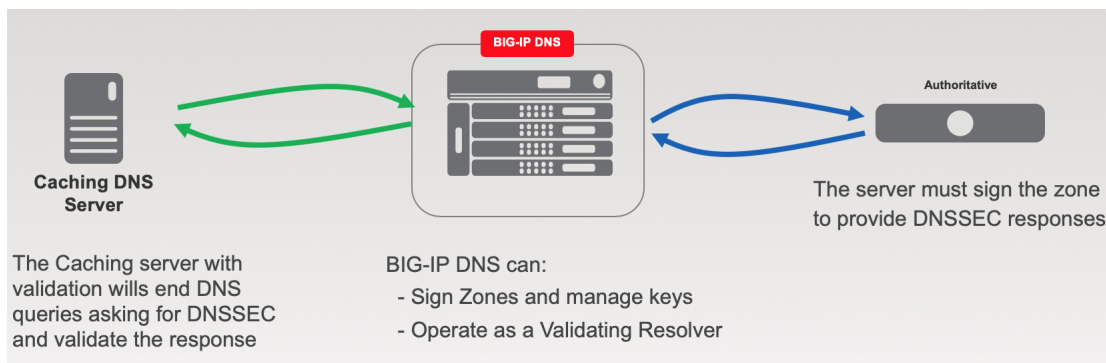 BIG-IP DNS
Authoritative
Caching DNS
Server
The server must sign the zone
to provide DNSSEC responses
The Caching server with
validation wills end DNS
queries asking for DNSSEC
and validate the response
BIG-IP DNS can:
- Sign Zones and manage keys
- Operate as a Validating Resolver